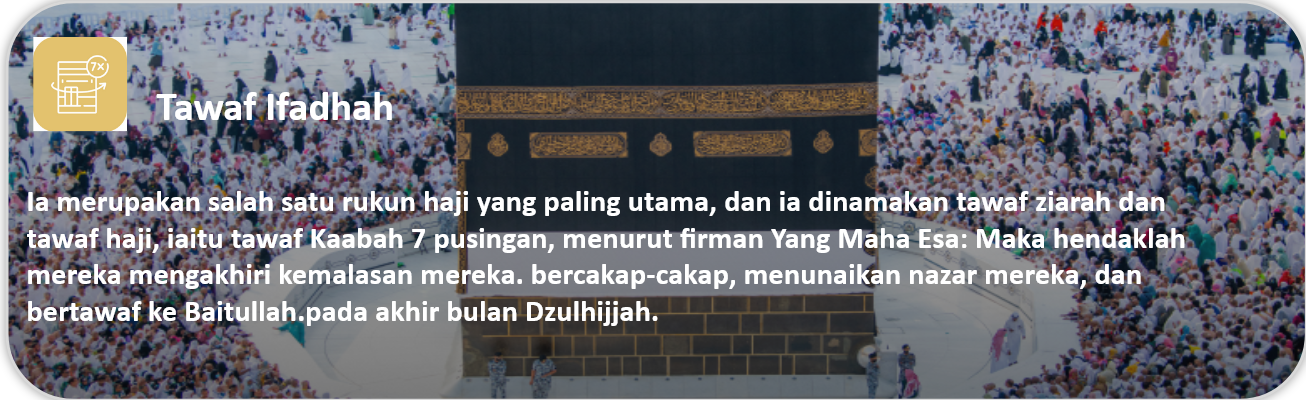 7×
Tawaf Ifadhah
Ia merupakan salah satu rukun haji yang paling utama, dan ia dinamakan tawaf ziarah dan
tawaf haji, iaitu tawaf Kaabah 7 pusingan, menurut firman Yang Maha Esa: Maka hendaklah
mereka mengakhiri kemalasan mereka. bercakap-cakap, menunaikan nazar mereka, dan
bertawaf ke Baitullah.pada akhir bulan Dzulhijjah.